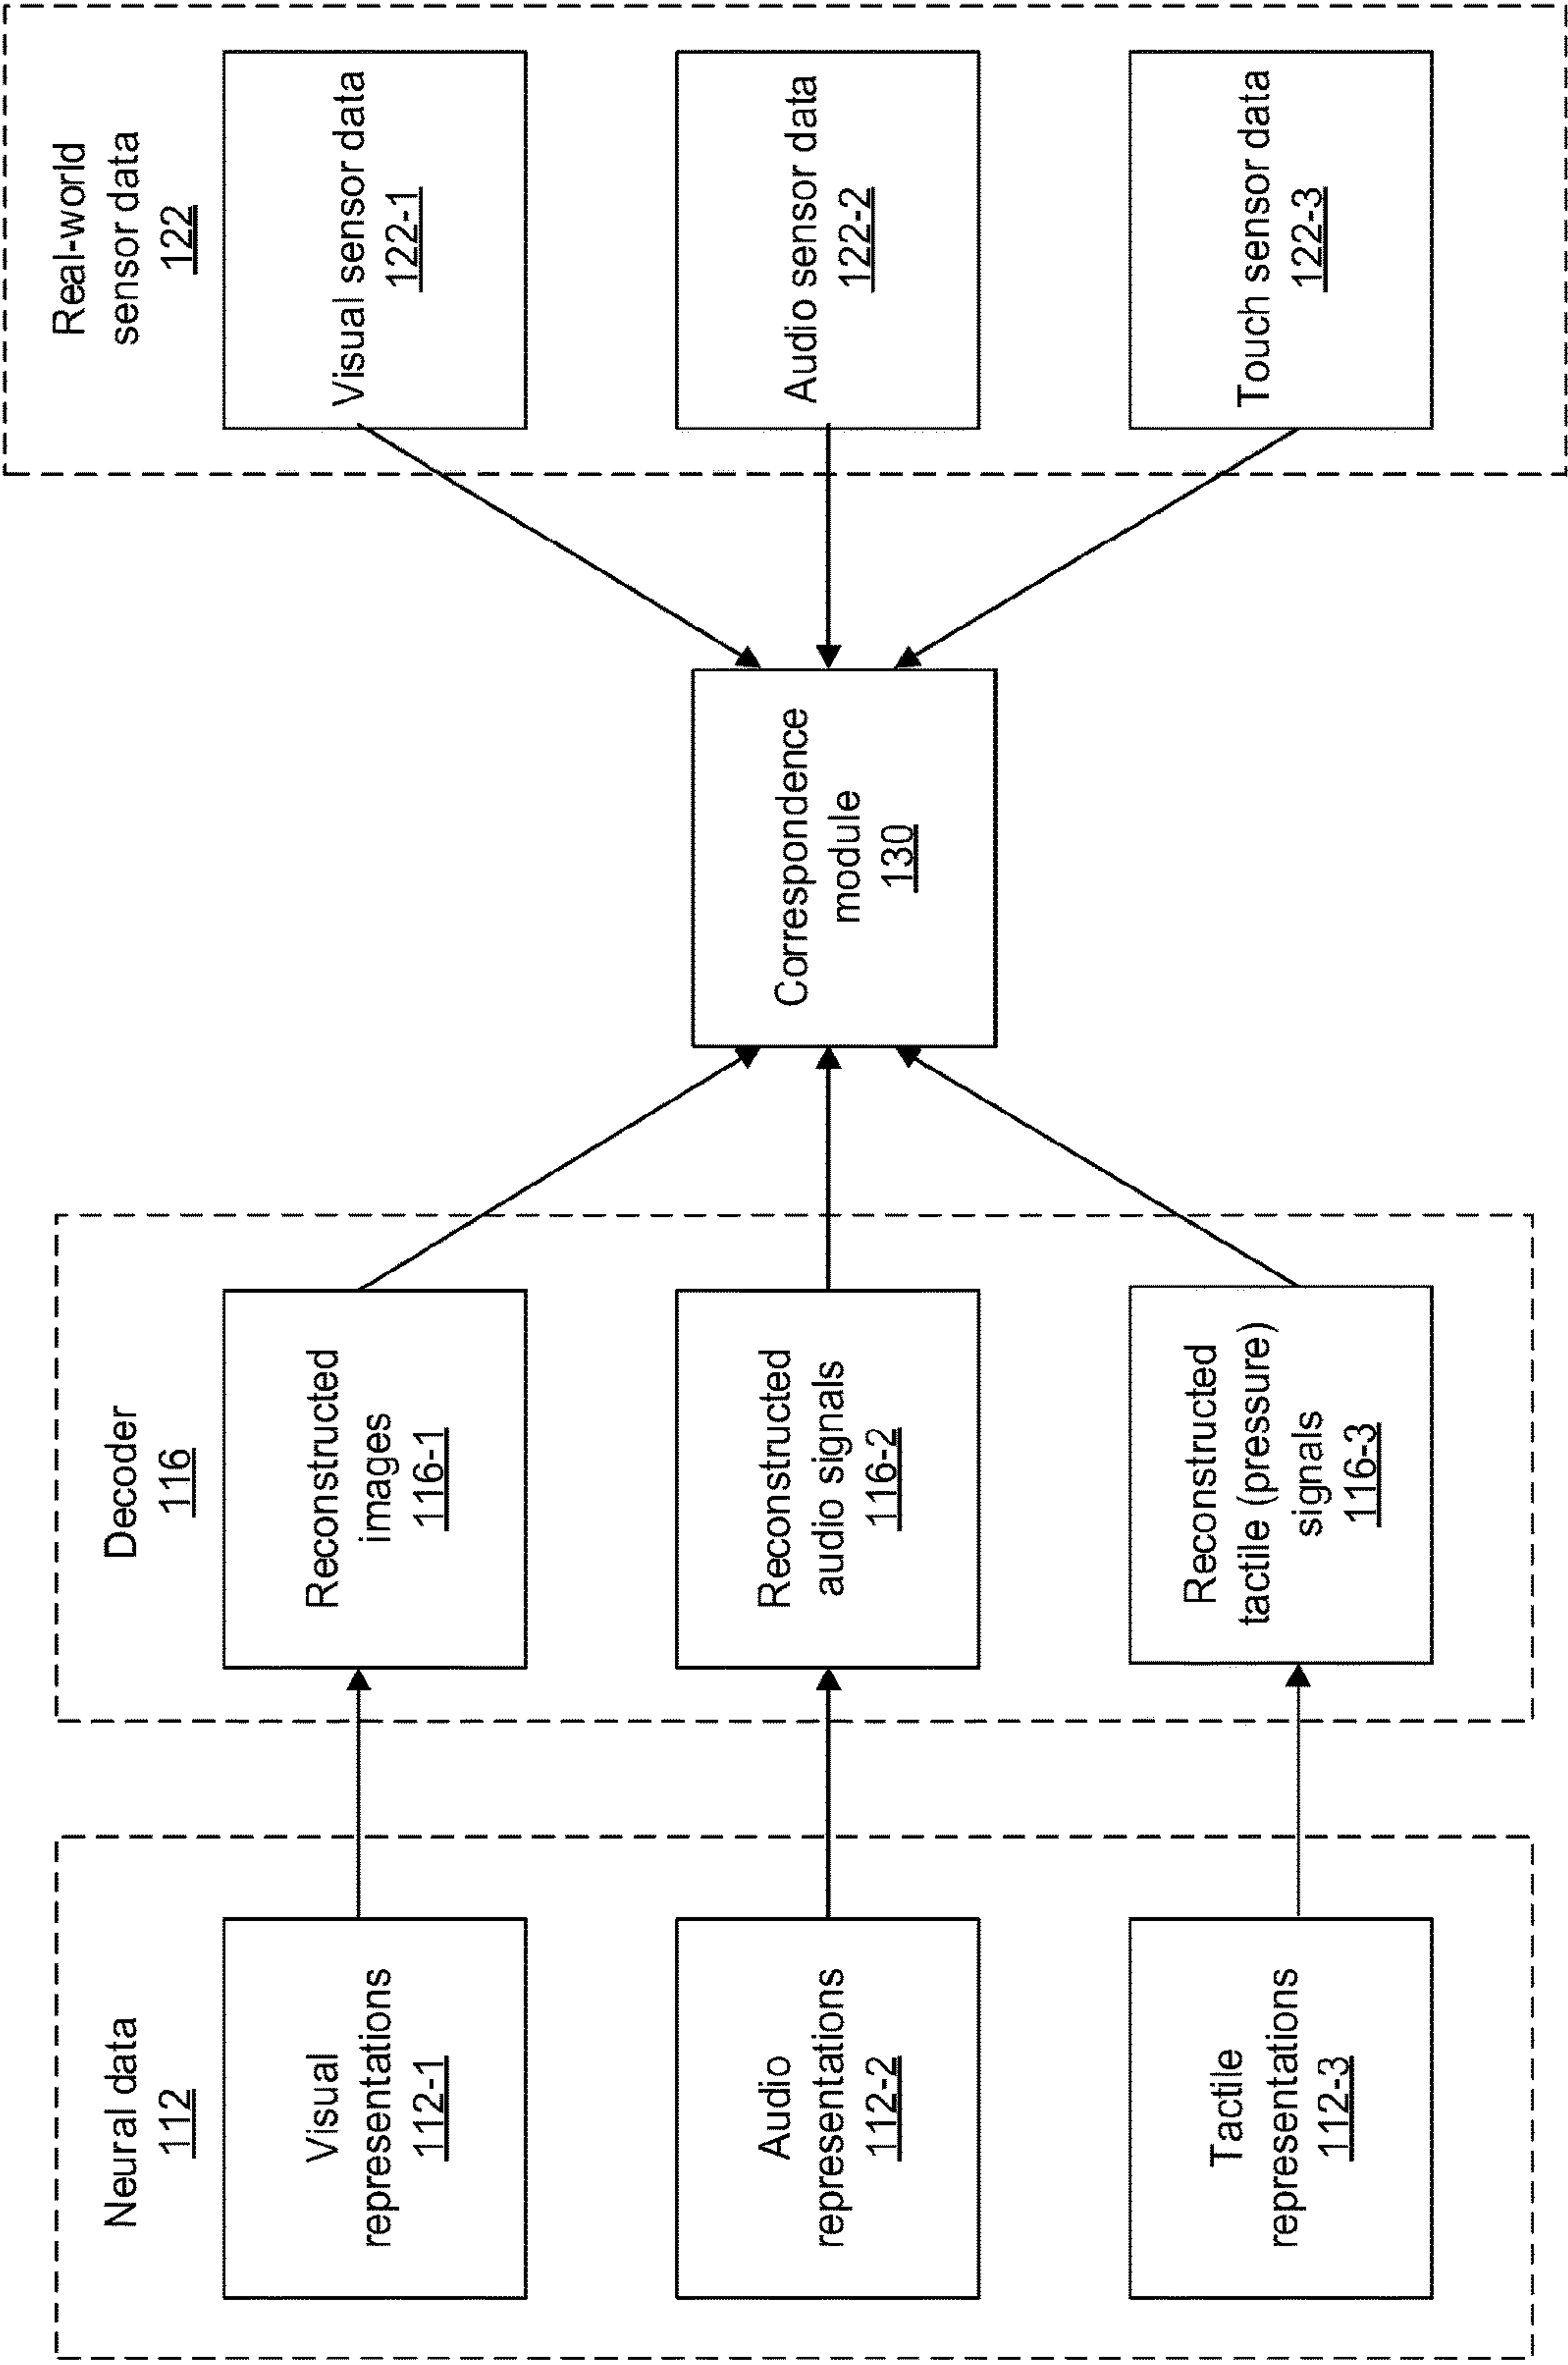 Neural data
112
Visual
representations
112-1
Audio
representations
112-2
Tactile
representations
112-3
Decoder
116
Reconstructed
images
116-1
Reconstructed
audio signals
116-2
Reconstructed
tactile (pressure)
signals
116-3
Correspondence
module
130
Real-world
sensor data
122
Visual sensor data
122-1
Audio sensor data
122-2
Touch sensor data
122-3